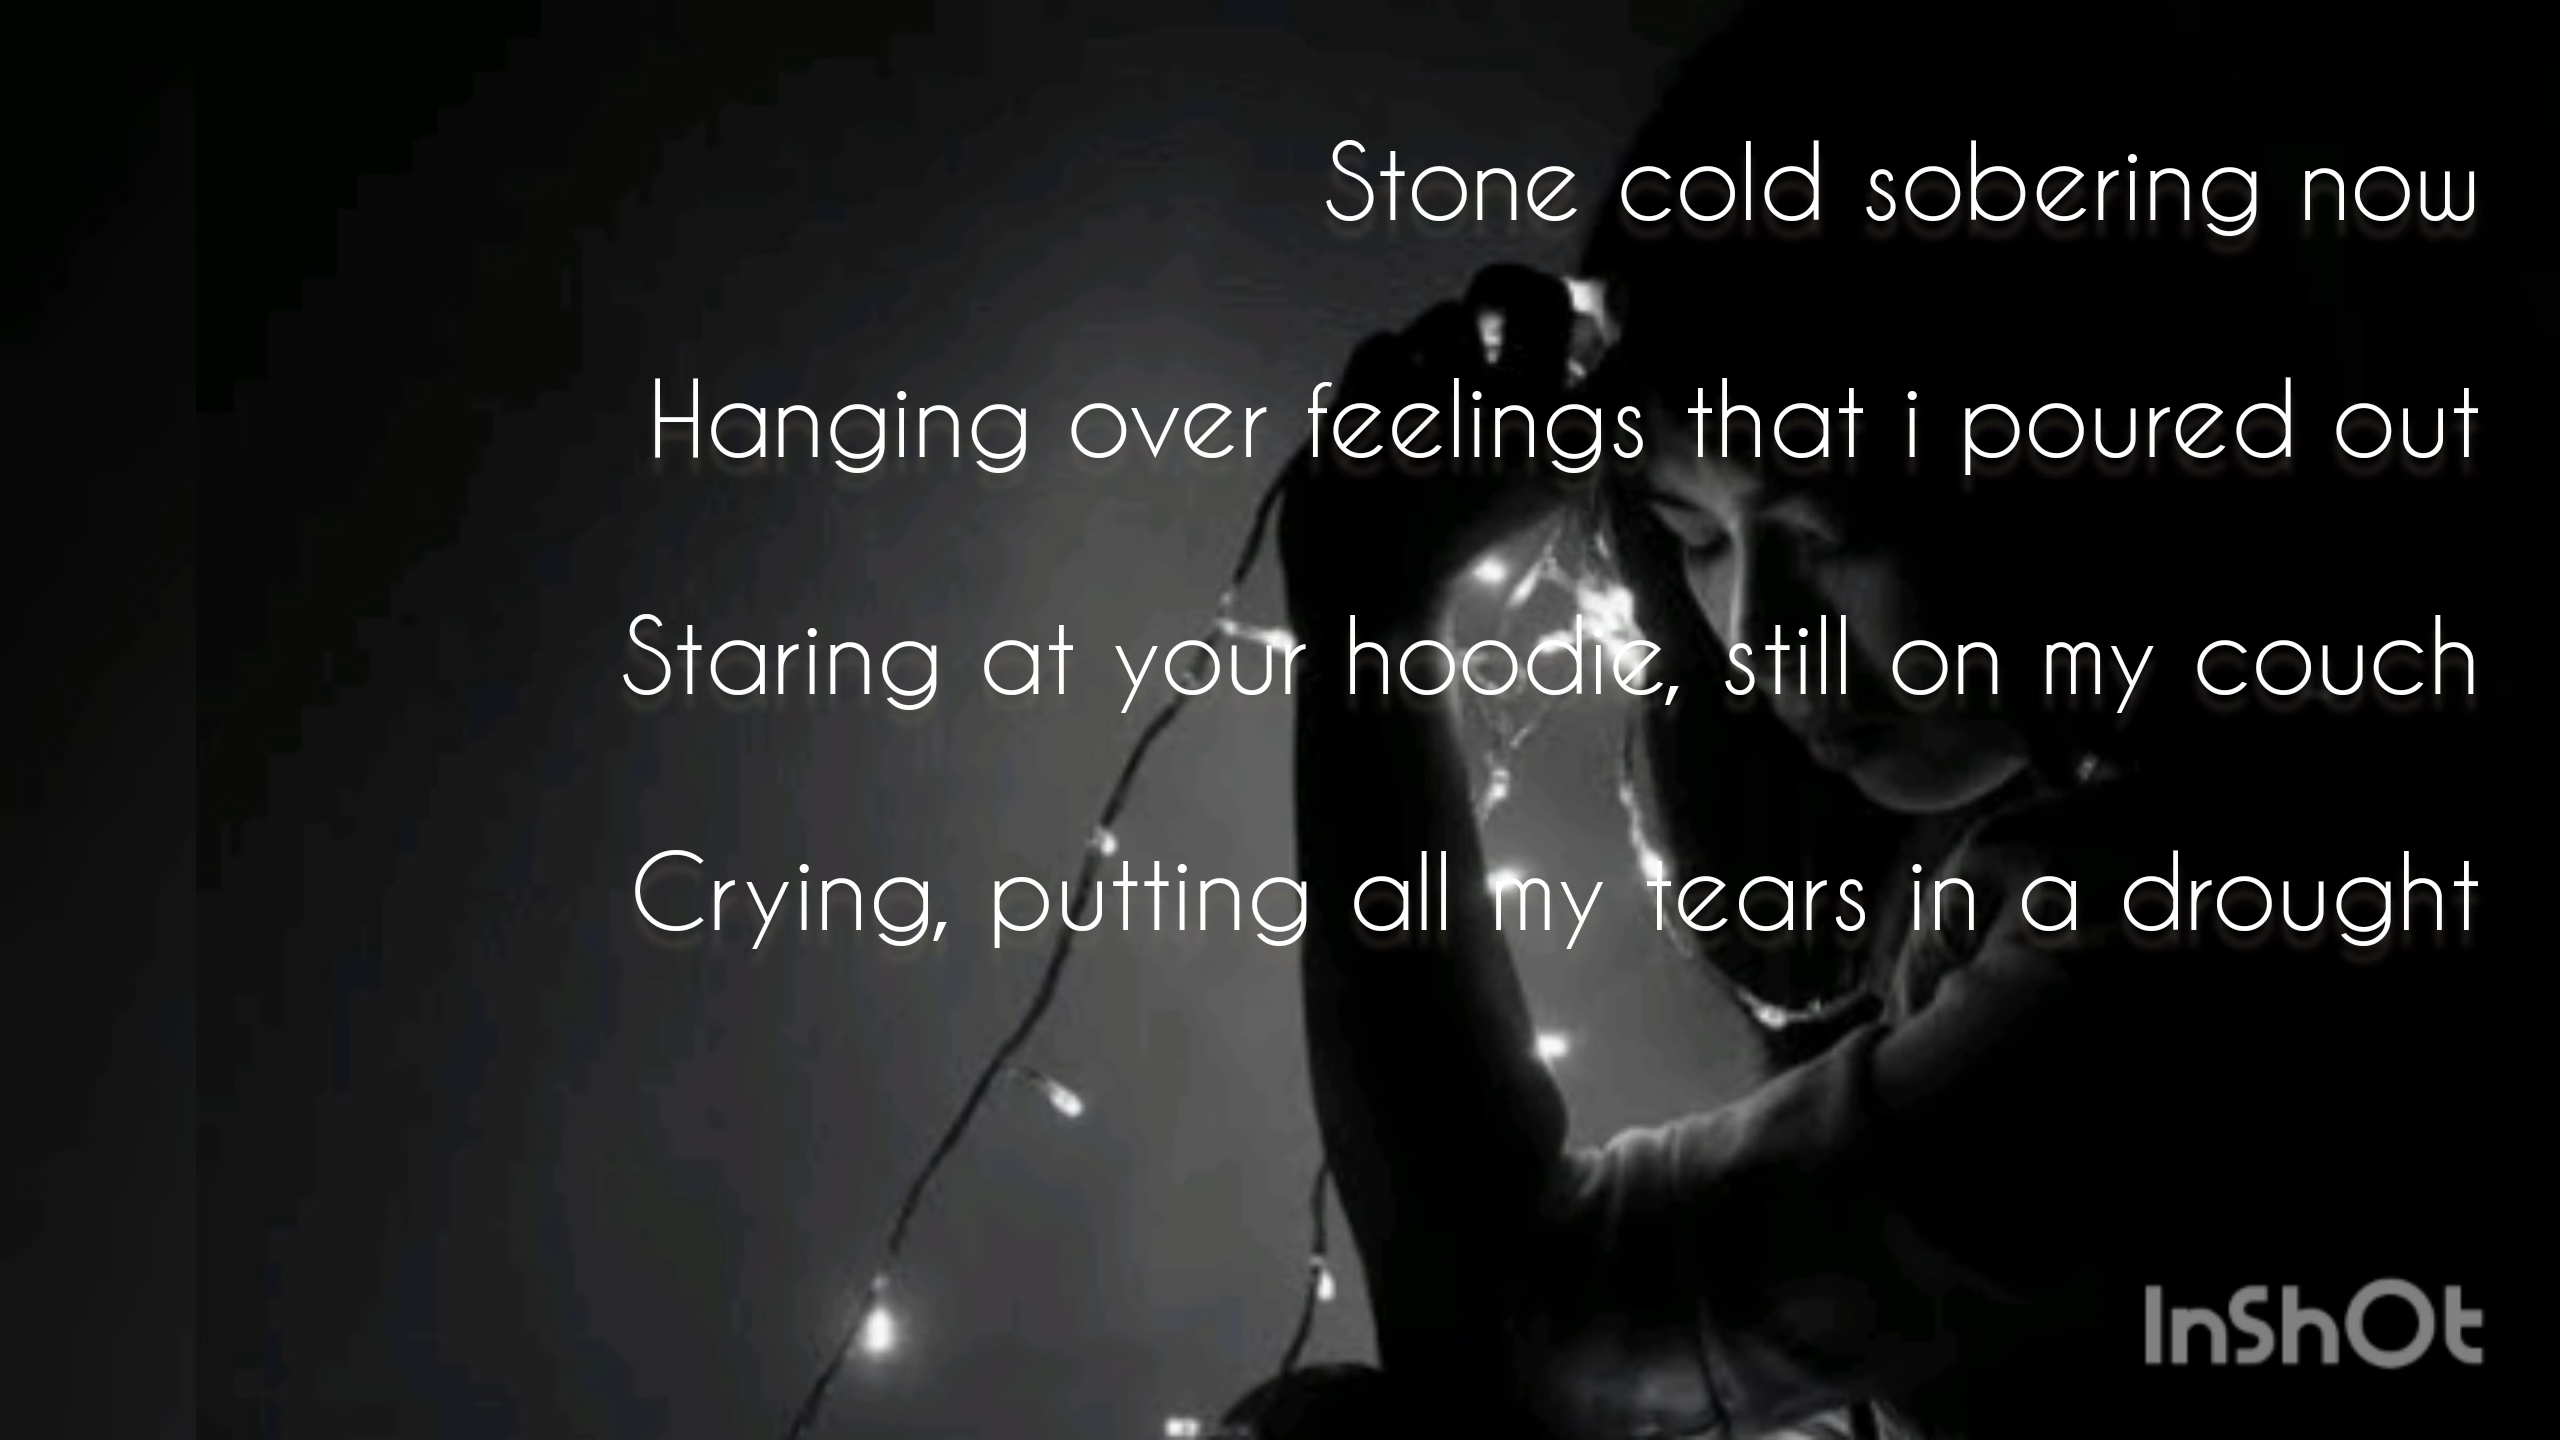 Stone cold sobering now
Hanging over feelings that i poured out
Staring at your hoodie, still on my couch
Crying, putting all my tears in a drought
InShOt